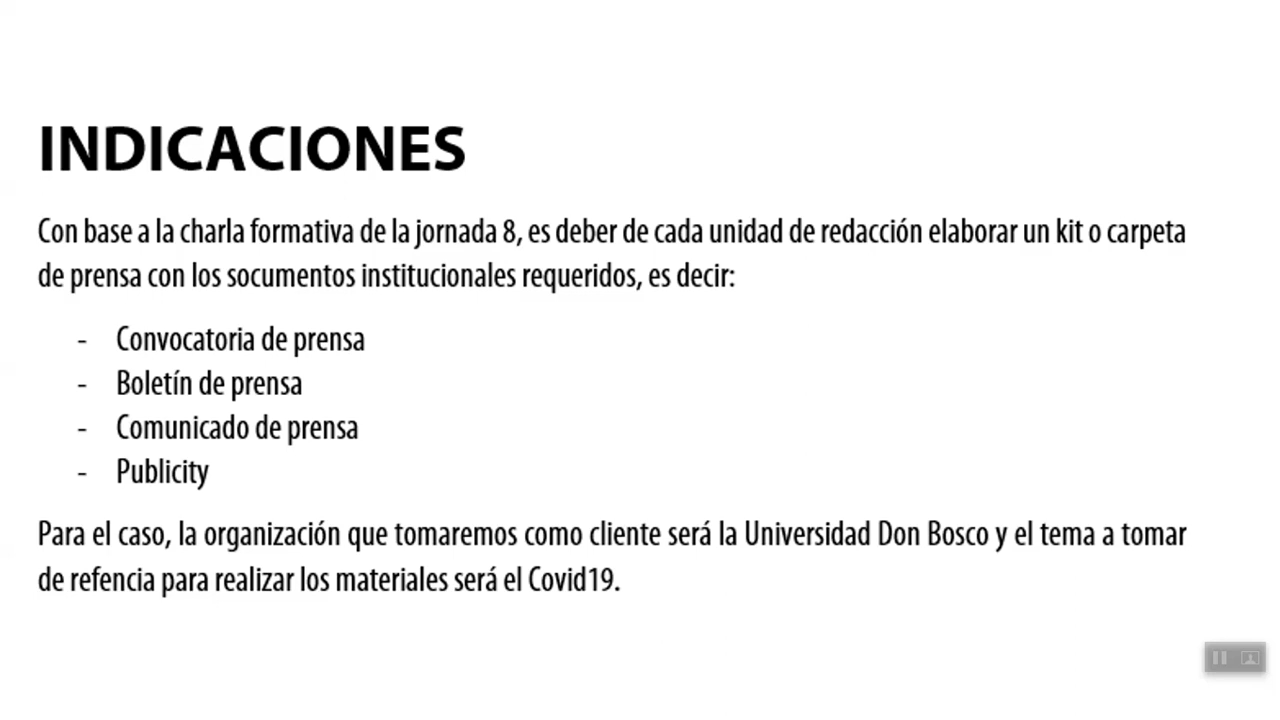 INDICACIONES
Con base a la charla formativa de la jornada 8, es deber de cada unidad de redacción elaborar un kit o carpeta
de prensa con los socumentos institucionales requeridos, es decir:
- Convocatoria de prensa
- Boletín de prensa
- Comunicado de prensa
- Publicity
Para el caso, la organización que tomaremos como cliente será la Universidad Don Bosco y el tema a tomar
de refencia para realizar los materiales será el Covid19.